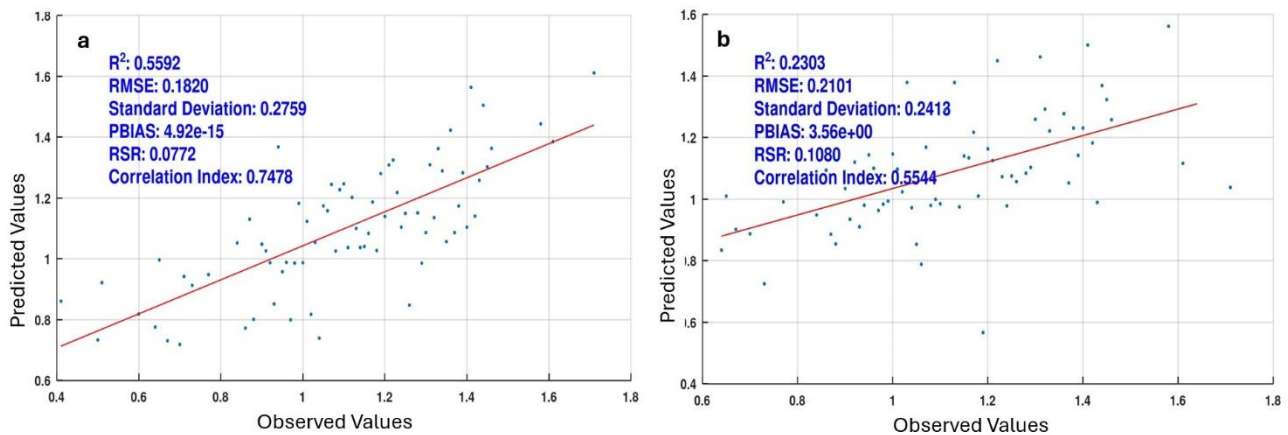 a
R²: 0.5592
RMSE: 0.1820
Standard Deviation: 0.2759
PBIAS: 4.92e-15
RSR: 0.0772
Correlation Index: 0.7478
1.8
1.6
1.4
1.2
1
0.8
0.6
0.4
0.6
0.8
1
1.2
1.4
1.6
1.8
Predicted Values
Observed Values
b
R²: 0.2303
RMSE: 0.2101
Standard Deviation: 0.2413
PBIAS: 3.56e+00
RSR: 0.1080
Correlation Index: 0.5544
1.6
1.4
1.2
1
0.4
0.6
0.8
1
1.2
1.4
1.6
1.8
Predicted Values
Observed Values